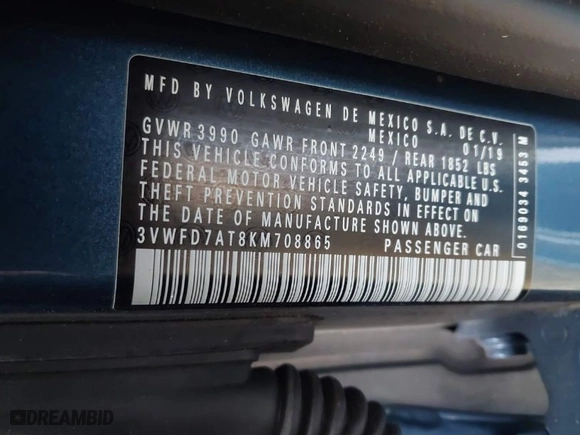 MFD BY VOLKSWAGEN DE MEXICO S.A. DE C.V.
MEXICO 01/19
GVWR 3990 GAWR FRONT 2249 / REAR 1852 LBS
THIS VEHICLE CONFORMS TO ALL APPLICABLE U.S.
FEDERAL MOTOR VEHICLE SAFETY, BUMPER AND
THEFT PREVENTION STANDARDS IN EFFECT ON
THE DATE OF MANUFACTURE SHOWN ABOVE.
3VWFD7AT8KM708865 PASSENGER CAR
0169034 3463 M
DREAMBID